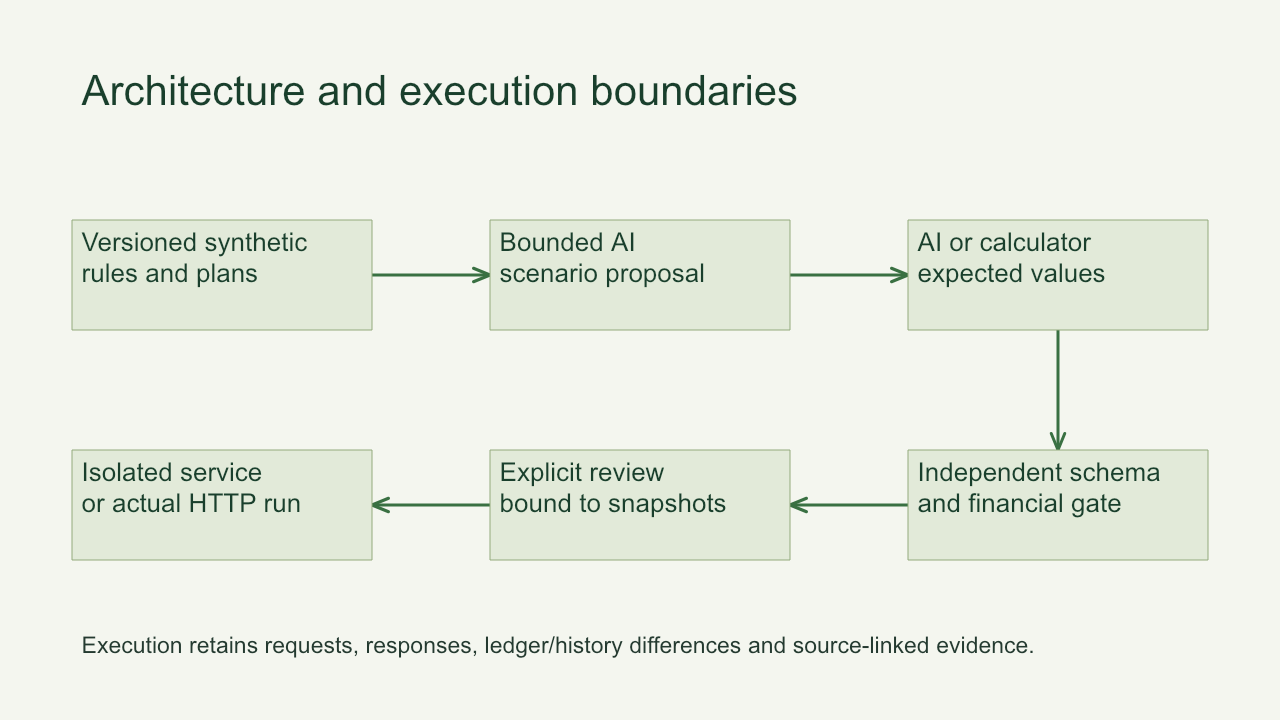 Architecture and execution boundaries
Versioned synthetic
rules and plans
Bounded AI
scenario proposal
AI or calculator
expected values
Isolated service
or actual HTTP run
Explicit review
bound to snapshots
Independent schema
and financial gate
Execution retains requests, responses, ledger/history differences and source-linked evidence.